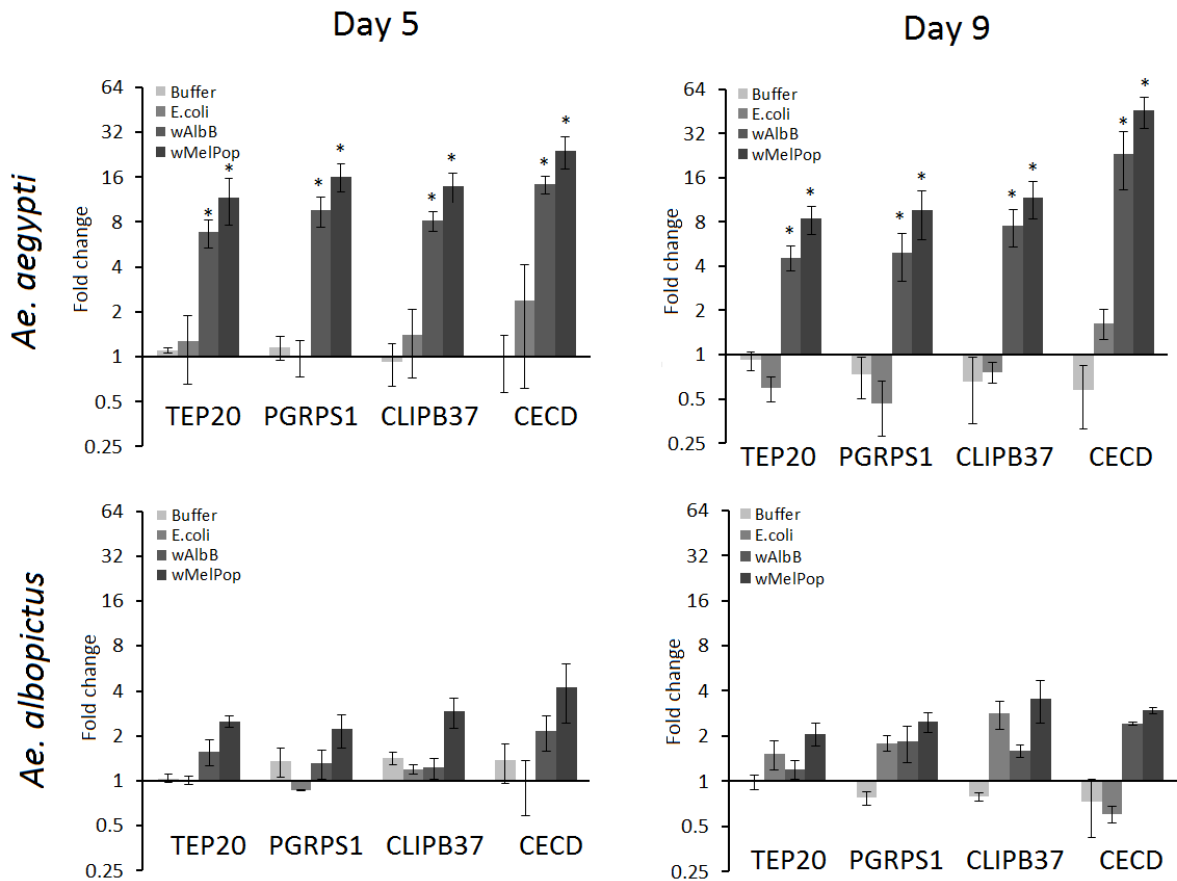 Day 5
Day 9
Ae. aegypti
Fold change
64
32
16
8
4
2
1
0.5
0.25
Buffer
E.coli
wAlbB
wMelPop
* * * * * * * *
TEP20 PGRPS1 CLIPB37 CECD
Fold change
64
32
16
8
4
2
1
0.5
0.25
Buffer
E.coli
wAlbB
wMelPop
* * * * * * * *
TEP20 PGRPS1 CLIPB37 CECD
Ae. albopictus
Fold change
64
32
16
8
4
2
1
0.5
0.25
Buffer
E.coli
wAlbB
wMelPop
TEP20 PGRPS1 CLIPB37 CECD
Fold change
64
32
16
8
4
2
1
0.5
0.25
Buffer
E.coli
wAlbB
wMelPop
TEP20 PGRPS1 CLIPB37 CECD